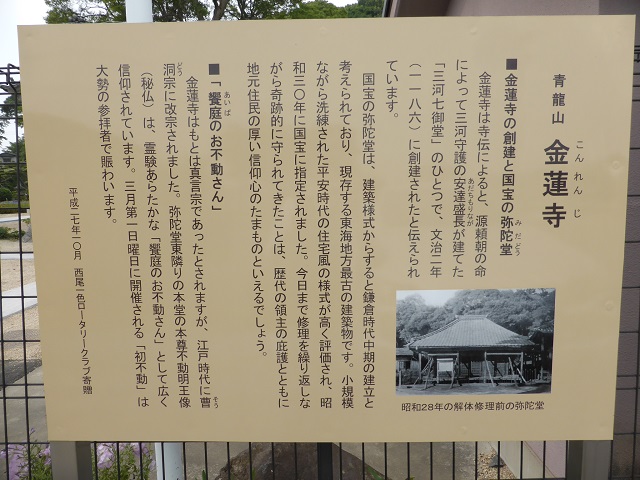 青龍山
金蓮寺
こんれんじ
■金蓮寺の創建と国宝の弥陀堂
みだどう
金蓮寺は寺伝によると、源頼朝の命
によって三河守護の安達盛長が建てた
あだちもりなが
「三河七御堂」のひとつで、文治二年
(一一八六)に創建されたと伝えられ
ています。
国宝の弥陀堂は、建築様式からすると鎌倉時代中期の建立と
考えられており、現存する東海地方最古の建築物です。小規模
ながら洗練された平安時代の住宅風の様式が高く評価され、昭
和三〇年に国宝に指定されました。今日まで修理を繰り返しな
がら奇跡的に守られてきたことは、歴代の領主の庇護とともに
地元住民の厚い信仰心のたまものといえるでしょう。
■「饗庭のお不動さん」
あいば
金蓮寺はもとは真言宗であったとされますが、江戸時代に曹
そう
洞宗に改宗されました。弥陀堂東隣りの本堂の本尊不動明王像
どう
(秘仏)は、霊験あらたかな「饗庭のお不動さん」として広く
信仰されています。三月第一日曜日に開催される「初不動」は
大勢の参拝者で賑わいます。
平成二七年一〇月 西尾一色ロータリークラブ寄贈
昭和28年の解体修理前の弥陀堂